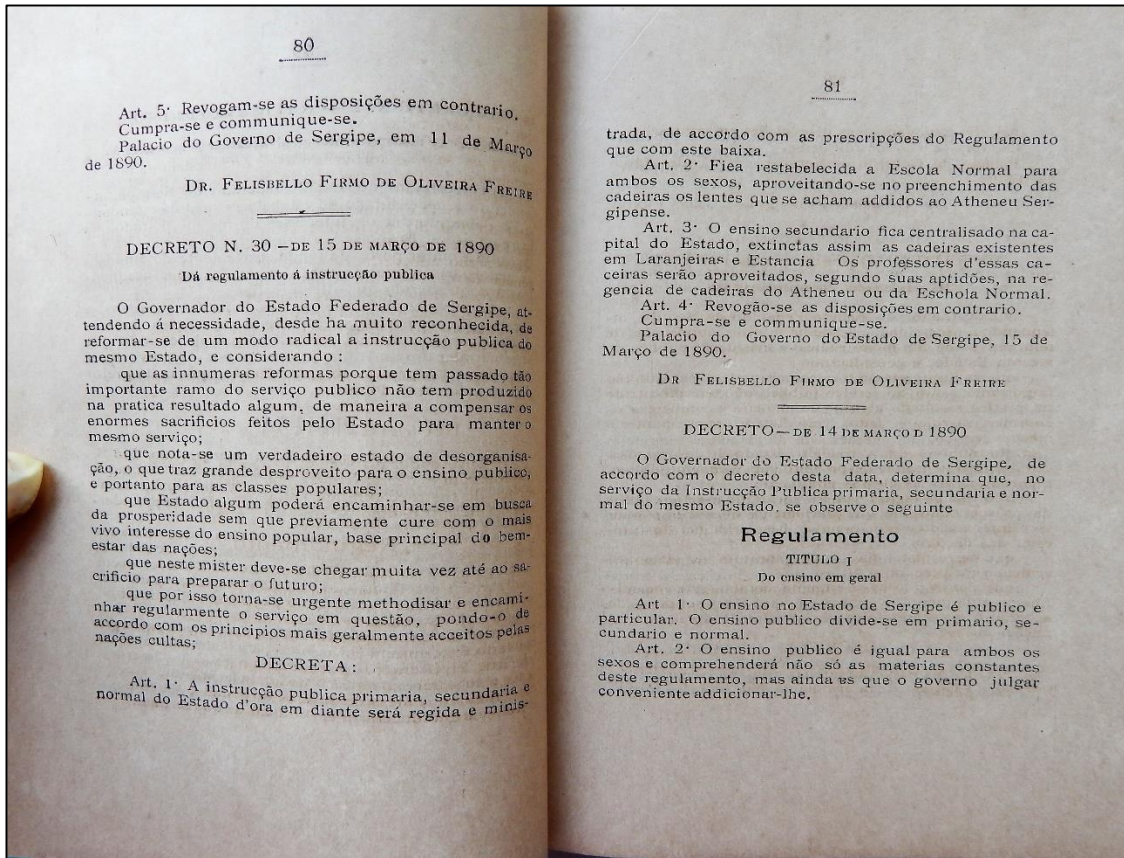 80
Art. 5· Revogam-se as disposições em contrario.
Cumpra-se e communique-se.
Palacio do Governo de Sergipe, em 11 de Março
de 1890.
DR. FELISBELLO FIRMO DE OLIVEIRA FREIRE
DECRETO N. 30 — DE 15 DE MARÇO DE 1890
Dá regulamento á instrucção publica
O Governador do Estado Federado de Sergipe, at-
tendendo á necessidade, desde ha muito reconhecida, de
reformar-se de um modo radical a instrucção publica do
mesmo Estado, e considerando :
que as innumeras reformas porque tem passado tão
importante ramo do serviço publico não tem produzido
na pratica resultado algum, de maneira a compensar os
enormes sacrificios feitos pelo Estado para manter o
mesmo serviço;
que nota-se um verdadeiro estado de desorganisa-
ção, o que traz grande desproveito para o ensino publico,
e portanto para as classes populares;
que Estado algum poderá encaminhar-se em busca
da prosperidade sem que previamente cure com o mais
vivo interesse do ensino popular, base principal do bem-
estar das nações;
que neste mister deve-se chegar muita vez até ao sa-
crificio para preparar o futuro;
que por isso torna-se urgente methodisar e encami-
nhar regularmente o serviço em questão, pondo-o de
accordo com os principios mais geralmente acceitos pelas
nações cultas;
DECRETA :
Art. 1· A instrucção publica primaria, secundaria e
normal do Estado d'ora em diante será regida e minis-
81
trada, de accordo com as prescripções do Regulamento
que com este baixa.
Art. 2· Fiea restabelecida a Escola Normal para
ambos os sexos, aproveitando-se no preenchimento das
cadeiras os lentes que se acham addidos ao Atheneu Ser-
gipense.
Art. 3· O ensino secundario fica centralisado na ca-
pital do Estado, extinctas assim as cadeiras existentes
em Laranjeiras e Estancia Os professores d'essas ca-
ceiras serão aproveitados, segundo suas aptidões, na re-
gencia de cadeiras do Atheneu ou da Eschola Normal.
Art. 4· Revogão-se as disposições em contrario.
Cumpra-se e communique-se.
Palacio do Governo do Estado de Sergipe, 15 de
Março de 1890.
DR FELISBELLO FIRMO DE OLIVEIRA FREIRE
DECRETO — DE 14 DE MARÇO D 1890
O Governador do Estado Federado de Sergipe, de
accordo com o decreto desta data, determina que, no
serviço da Instrucção Publica primaria, secundaria e nor-
mal do mesmo Estado, se observe o seguinte
Regulamento
TITULO I
Do ensino em geral
Art 1· O ensino no Estado de Sergipe é publico e
particular. O ensino publico divide-se em primario, se-
cundario e normal.
Art. 2· O ensino publico é igual para ambos os
sexos e comprehenderá não só as materias constantes
deste regulamento, mas ainda as que o governo julgar
conveniente addicionar-lhe.